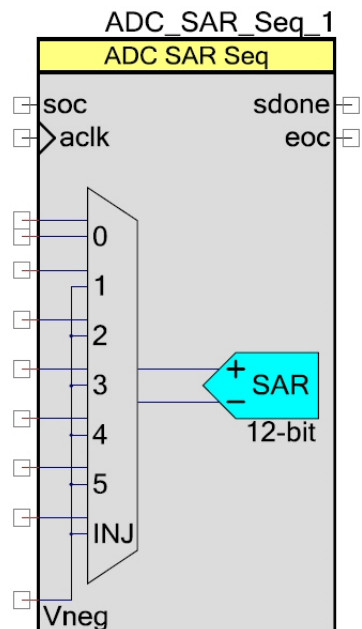 ADC_SAR_Seq_1
ADC SAR Seq
soc
sdone
aclk
eoc
0
1
2
3
4
5
INJ
+
SAR
−
12-bit
Vneg